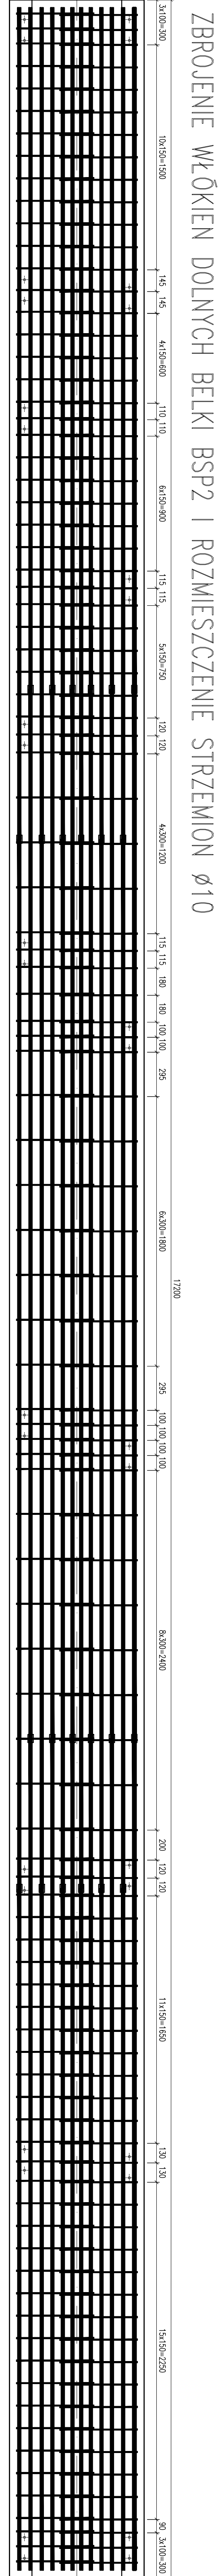 ZBROJENIE WŁÓKIEN DOLNYCH BELKI BSP2 I ROZMIESZCZENIE STRZEMION ø10
17200
3x100=300
10x150=1500
145
145
4x150=600
110
110
6x150=900
115
115
5x150=750
120
120
4x300=1200
115
115
180
180
100
100
295
6x300=1800
295
100
100
100
100
8x300=2400
200
120
120
11x150=1650
130
130
15x150=2250
90
3x100=300